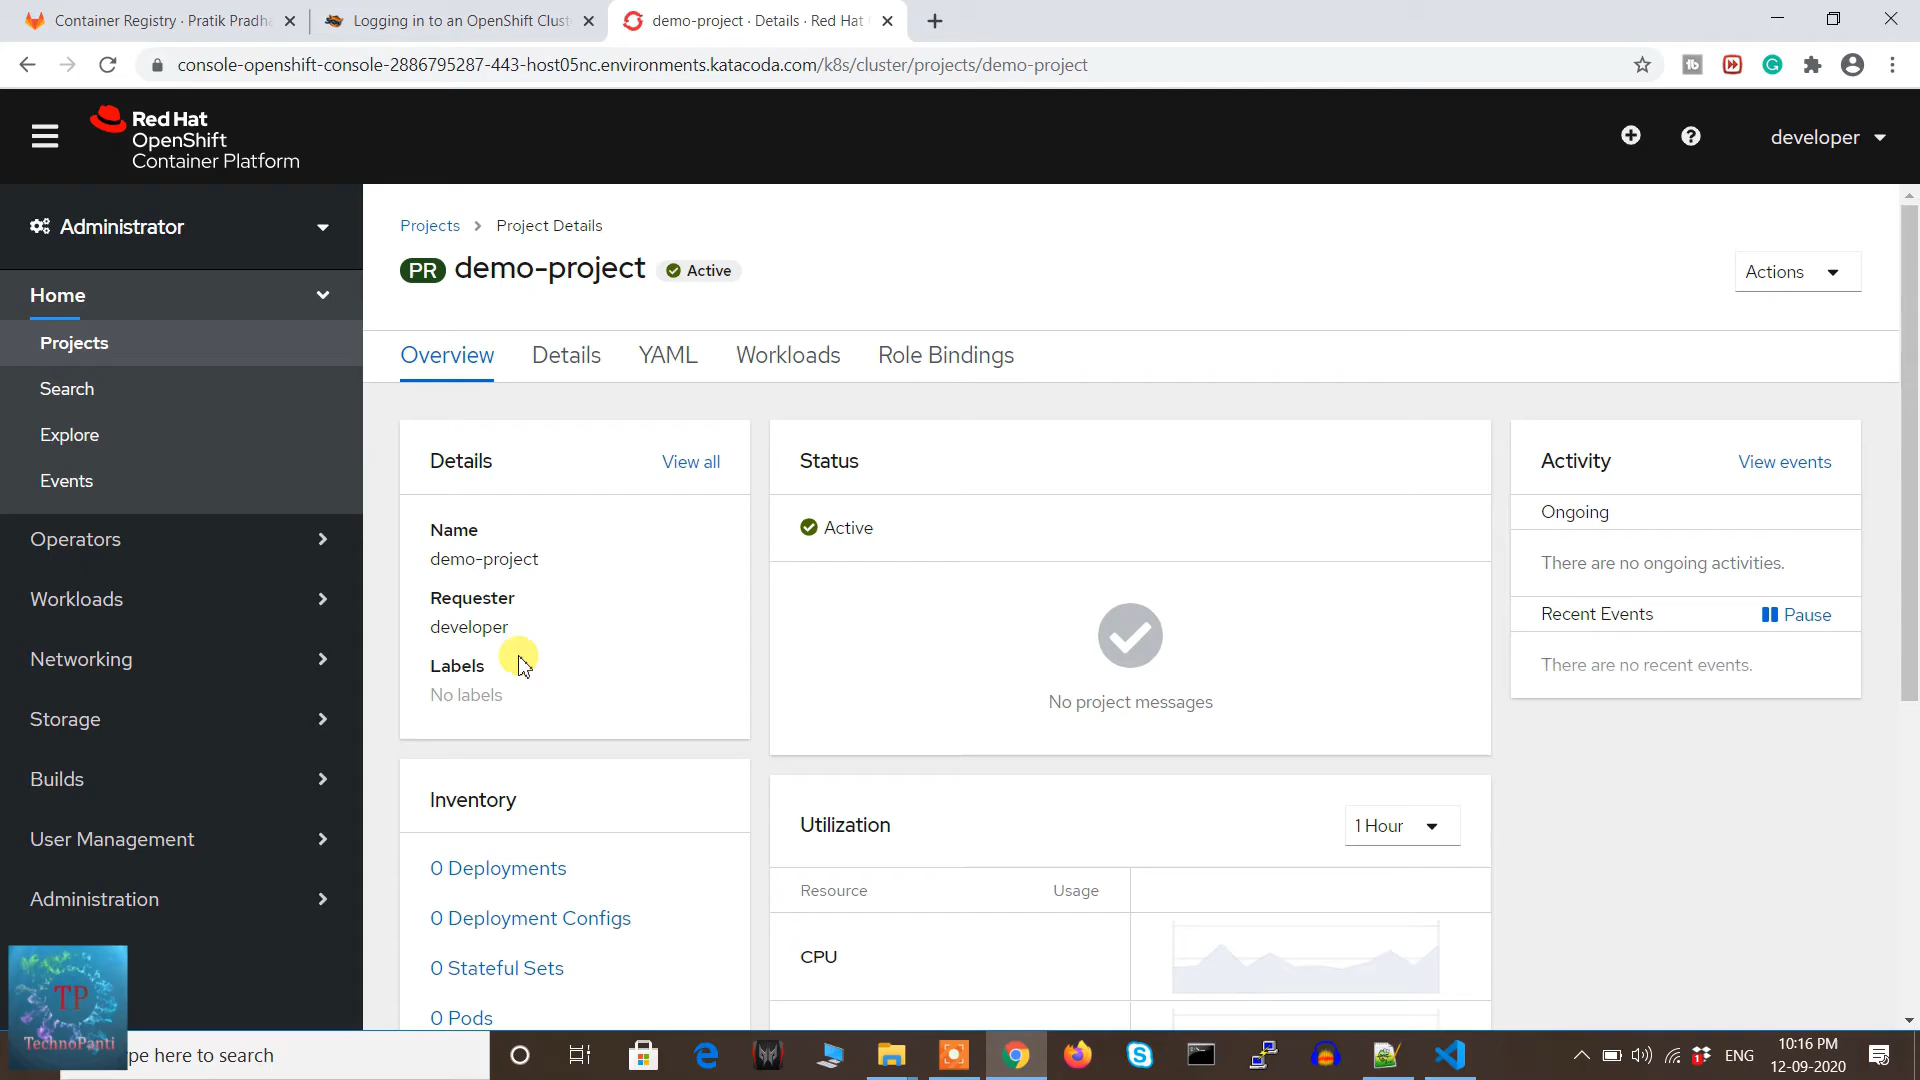 Container Registry · Pratik Pradha
Logging in to an OpenShift Clust
demo-project · Details · Red Hat
console-openshift-console-2886795287-443-host05nc.environments.katacoda.com/k8s/cluster/projects/demo-project
Red Hat
OpenShift
Container Platform
developer
Administrator
Home
Projects
Search
Explore
Events
Operators
Workloads
Networking
Storage
Builds
User Management
Administration
Projects > Project Details
PR demo-project Active
Actions
Overview Details YAML Workloads Role Bindings
Details View all
Name
demo-project
Requester
developer
Labels
No labels
Inventory
0 Deployments
0 Deployment Configs
0 Stateful Sets
0 Pods
Status
Active
No project messages
Utilization 1 Hour
Resource Usage
CPU
Activity View events
Ongoing
There are no ongoing activities.
Recent Events Pause
There are no recent events.
TP
TechnoPanti
pe here to search
ENG
10:16 PM
12-09-2020